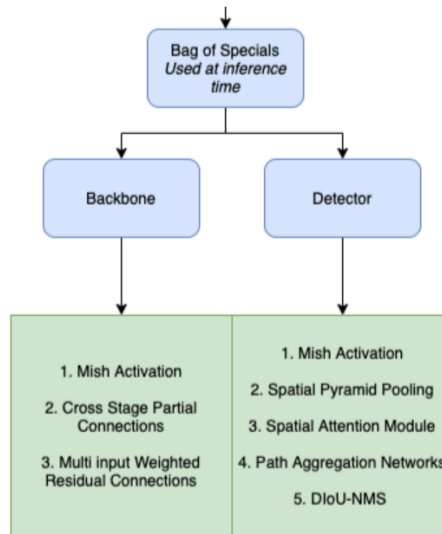 Bag of Specials
Used at inference
time
Backbone
Detector
1. Mish Activation
2. Cross Stage Partial
Connections
3. Multi input Weighted
Residual Connections
1. Mish Activation
2. Spatial Pyramid Pooling
3. Spatial Attention Module
4. Path Aggregation Networks
5. DIoU-NMS